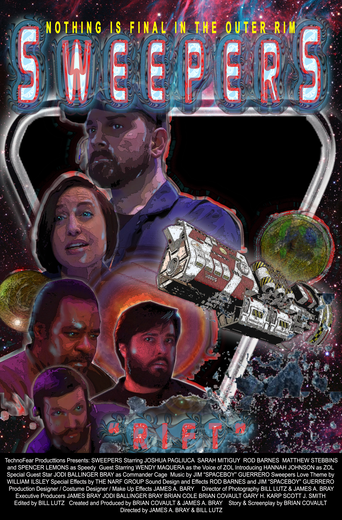 NOTHING IS FINAL IN THE OUTER RIM
SWEEPERS
"RIFT"
TechnoFear Productions Presents: SWEEPERS Starring JOSHUA PAGLIUCA SARAH MITIGUY ROD BARNES MATTHEW STEBBINS
and SPENCER LEMONS as Speedy Guest Starring WENDY MAQUERA as the Voice of ZOL Introducing HANNAH JOHNSON as ZOL
Special Guest Star JODI BALLINGER BRAY as Commander Cage Music by JIM "SPACEBOY" GUERRERO Sweepers Love Theme by
WILLIAM ILSLEY Special Effects by THE NARF GROUP Sound Design and Effects ROD BARNES and JIM "SPACEBOY" GUERRERO
Production Designer / Costume Designer / Make Up Effects JAMES A. BARY Director of Photography BILL LUTZ & JAMES A. BRAY
Executive Producers JAMES BRAY JODI BALLINGER BRAY BRIAN COLE BRIAN COVAULT GARY H. KARP SCOTT J. SMITH
Edited by BILL LUTZ Created and Produced by BRIAN COVAULT & JAMES A. BRAY Story & Screenplay by BRIAN COVAULT
Directed by JAMES A. BRAY & BILL LUTZ